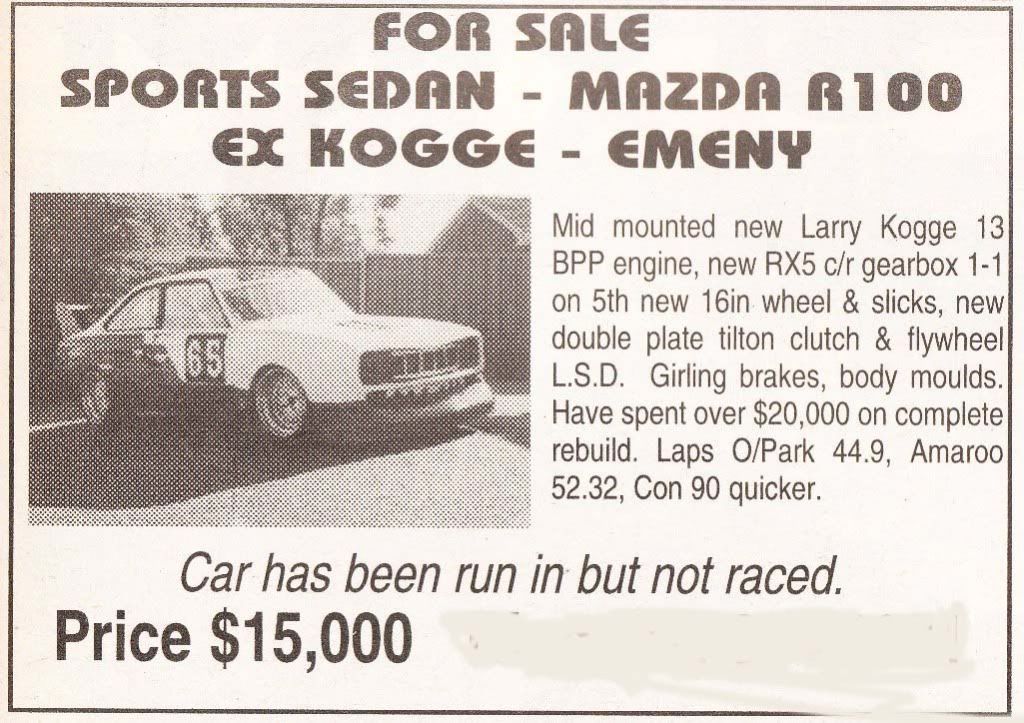 FOR SALE
SPORTS SEDAN - MAZDA R100
EX KOGGE - EMENY
65
Mid mounted new Larry Kogge 13
BPP engine, new RX5 c/r gearbox 1-1
on 5th new 16in wheel & slicks, new
double plate tilton clutch & flywheel
L.S.D. Girling brakes, body moulds.
Have spent over $20,000 on complete
rebuild. Laps O/Park 44.9, Amaroo
52.32, Con 90 quicker.
Car has been run in but not raced.
Price $15,000